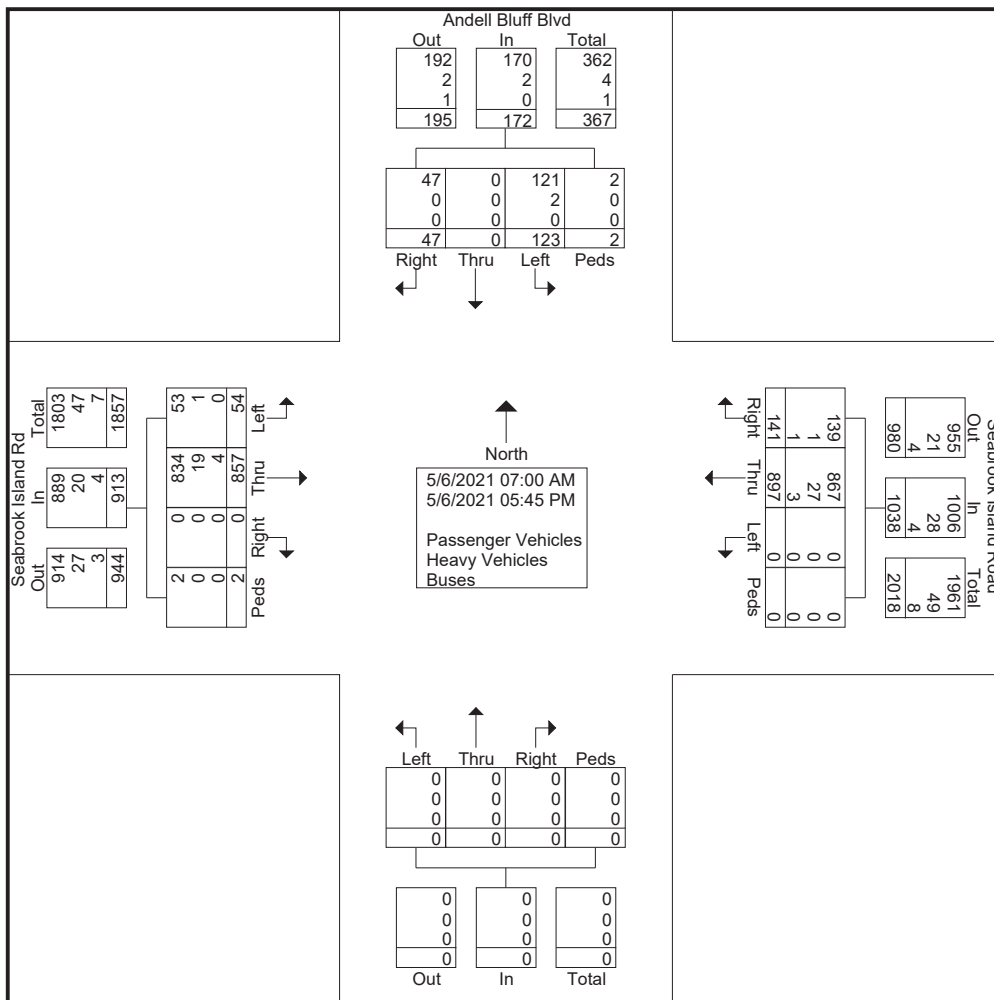 Andell Bluff Blvd
Out In Total
192 170 362
2 2 4
1 0 1
195 172 367
47 0 121 2
0 0 2 0
0 0 0 0
47 0 123 2
Right Thru Left Peds
Seabrook Island Rd
Total In Out
1803 889 914
47 20 27
7 4 3
1857 913 944
Left Thru Right Peds
53 834 0 2
1 19 0 0
0 4 0 0
54 857 0 2
North
5/6/2021 07:00 AM
5/6/2021 05:45 PM
Passenger Vehicles
Heavy Vehicles
Buses
Right Thru Left Peds
139 867 0 0
1 27 0 0
1 3 0 0
141 897 0 0
Seabrook Island Road
Out In Total
955 1006 1961
21 28 49
4 4 8
980 1038 2018
Left Thru Right Peds
0 0 0 0
0 0 0 0
0 0 0 0
0 0 0 0
0 0 0
0 0 0
0 0 0
0 0 0
Out In Total